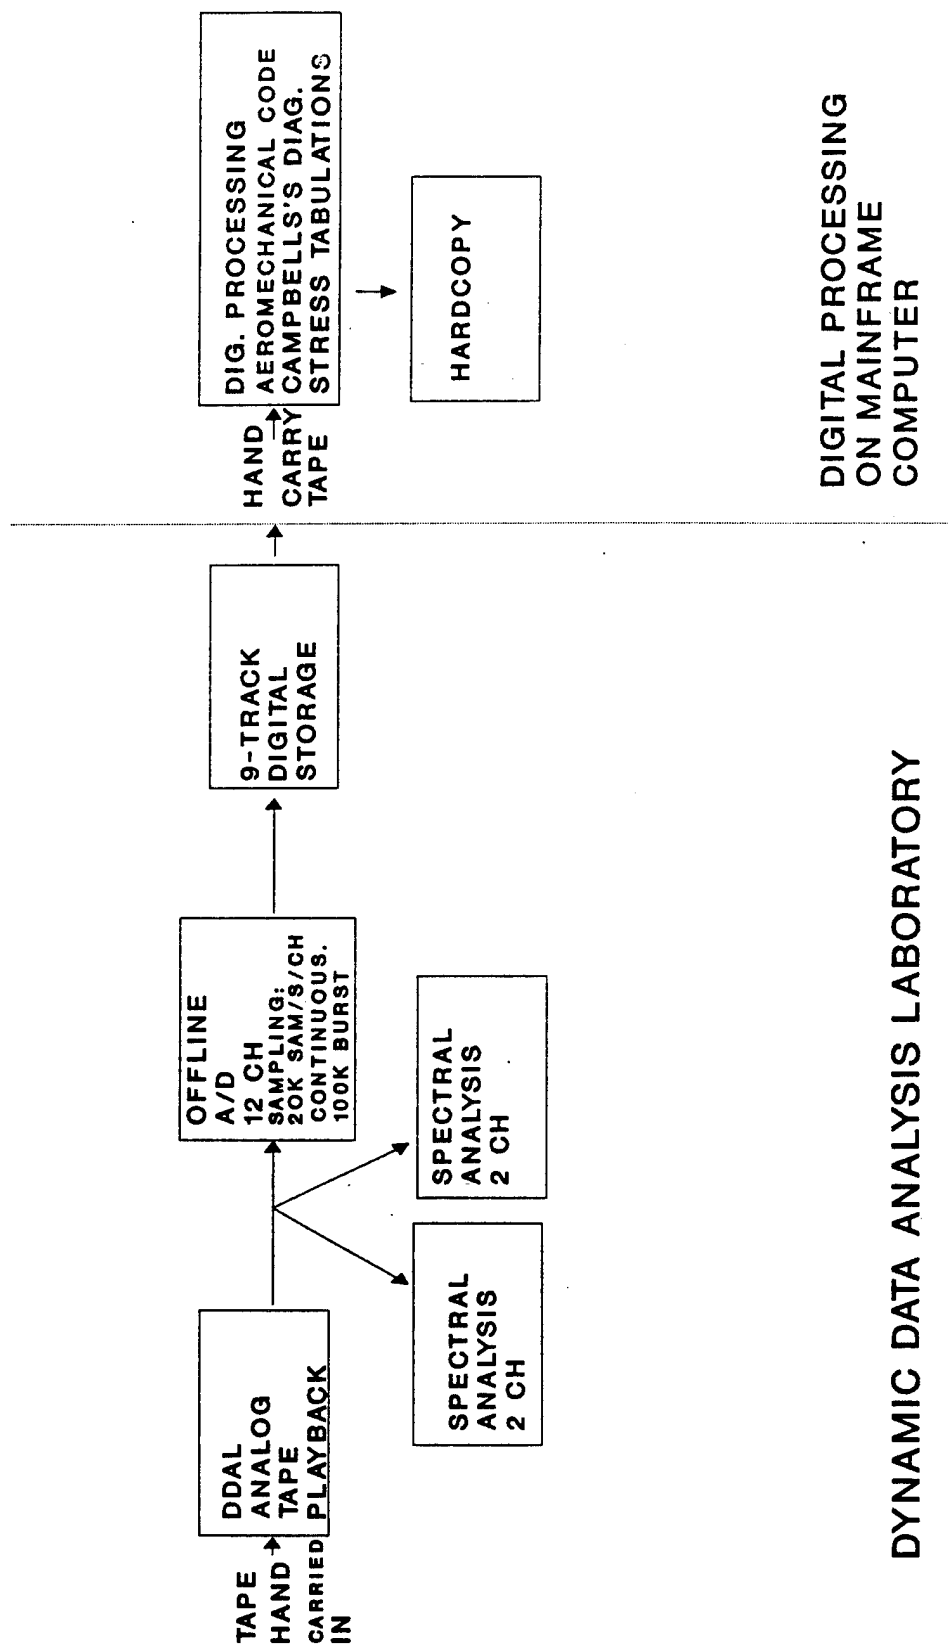 TAPE
HAND
CARRIED
IN
DDAL
ANALOG
TAPE
PLAYBACK
SPECTRAL
ANALYSIS
2 CH
SPECTRAL
ANALYSIS
2 CH
OFFLINE
A/D
12 CH
SAMPLING:
20K SAM/S/CH
CONTINUOUS.
100K BURST
9-TRACK
DIGITAL
STORAGE
HAND
CARRY
TAPE
DIG. PROCESSING
AEROMECHANICAL CODE
CAMPBELLS'S DIAG.
STRESS TABULATIONS
HARDCOPY
DYNAMIC DATA ANALYSIS LABORATORY
DIGITAL PROCESSING
ON MAINFRAME
COMPUTER